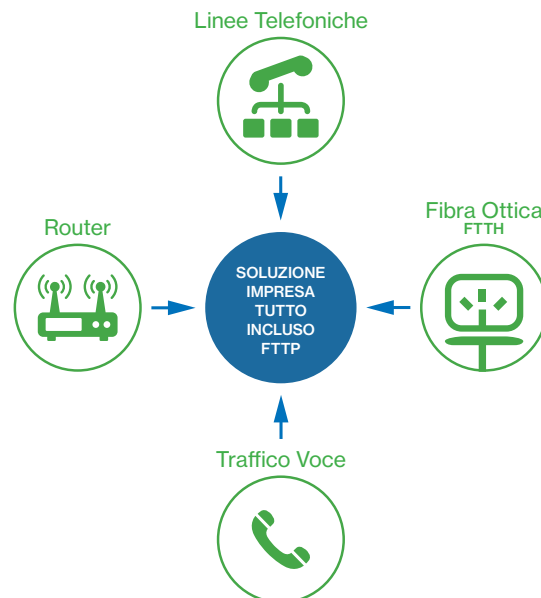 Linee Telefoniche
Router
Fibra Ottica
FTTH
SOLUZIONE
IMPRESA
TUTTO
INCLUSO
FTTP
Traffico Voce